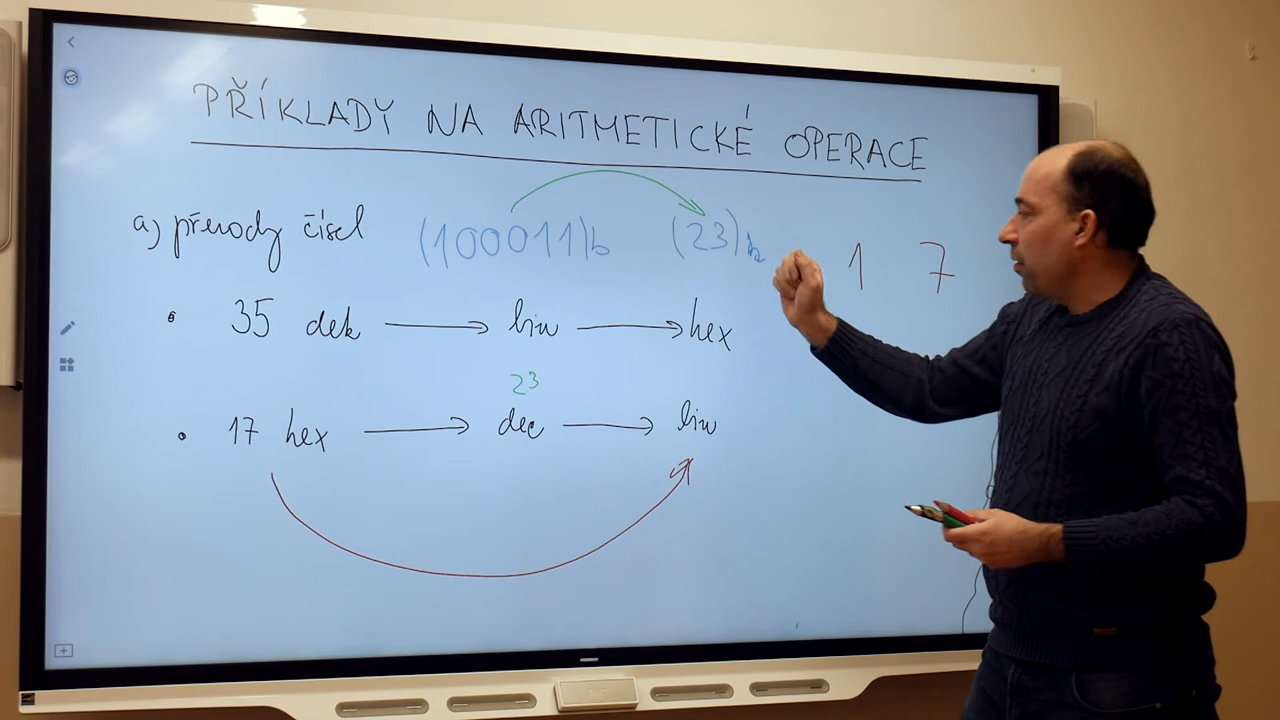 PŘÍKLADY NA ARITMETICKÉ OPERACE
a) převody čísel (100011)b (23)h 1 7
• 35 dek → bin → hex
23
• 17 hex → dec → bin